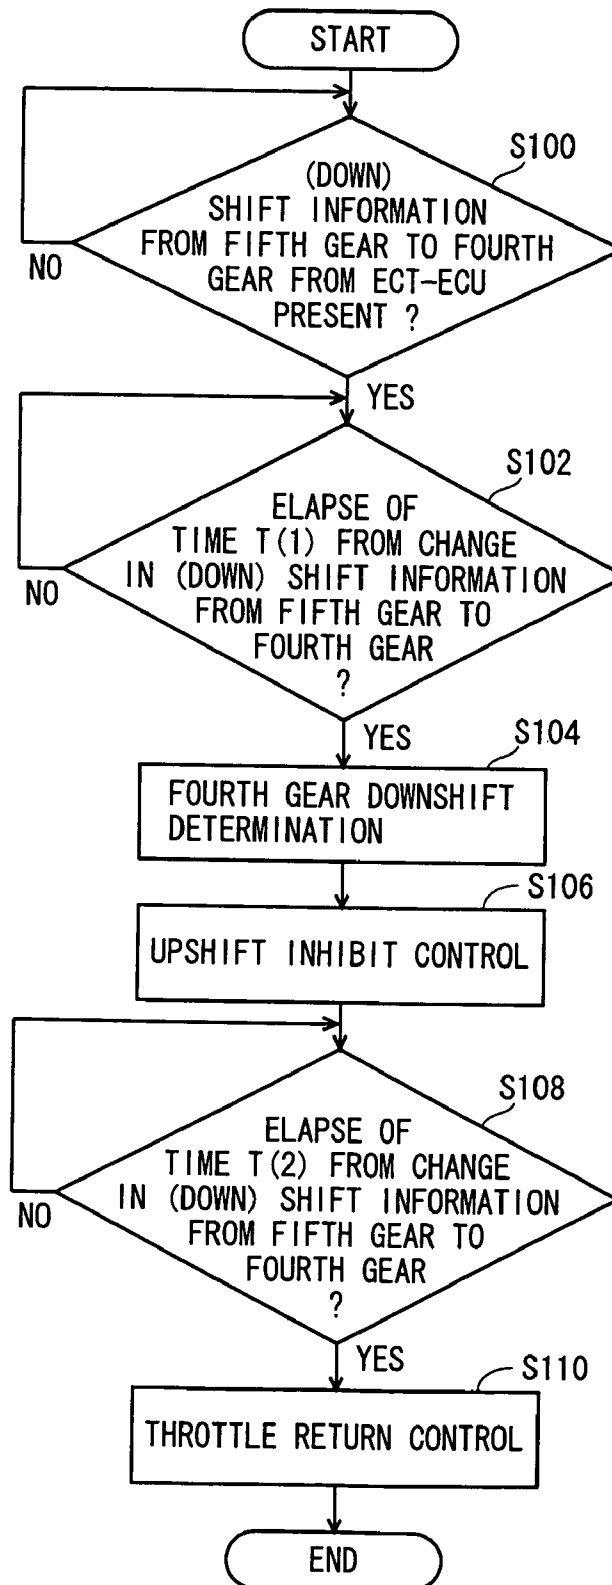 START
S100
(DOWN)
SHIFT INFORMATION
FROM FIFTH GEAR TO FOURTH
GEAR FROM ECT-ECU
PRESENT ?
NO
YES
S102
ELAPSE OF
TIME T(1) FROM CHANGE
IN (DOWN) SHIFT INFORMATION
FROM FIFTH GEAR TO
FOURTH GEAR
?
NO
YES
S104
FOURTH GEAR DOWNSHIFT
DETERMINATION
S106
UPSHIFT INHIBIT CONTROL
S108
ELAPSE OF
TIME T(2) FROM CHANGE
IN (DOWN) SHIFT INFORMATION
FROM FIFTH GEAR TO
FOURTH GEAR
?
NO
YES
S110
THROTTLE RETURN CONTROL
END